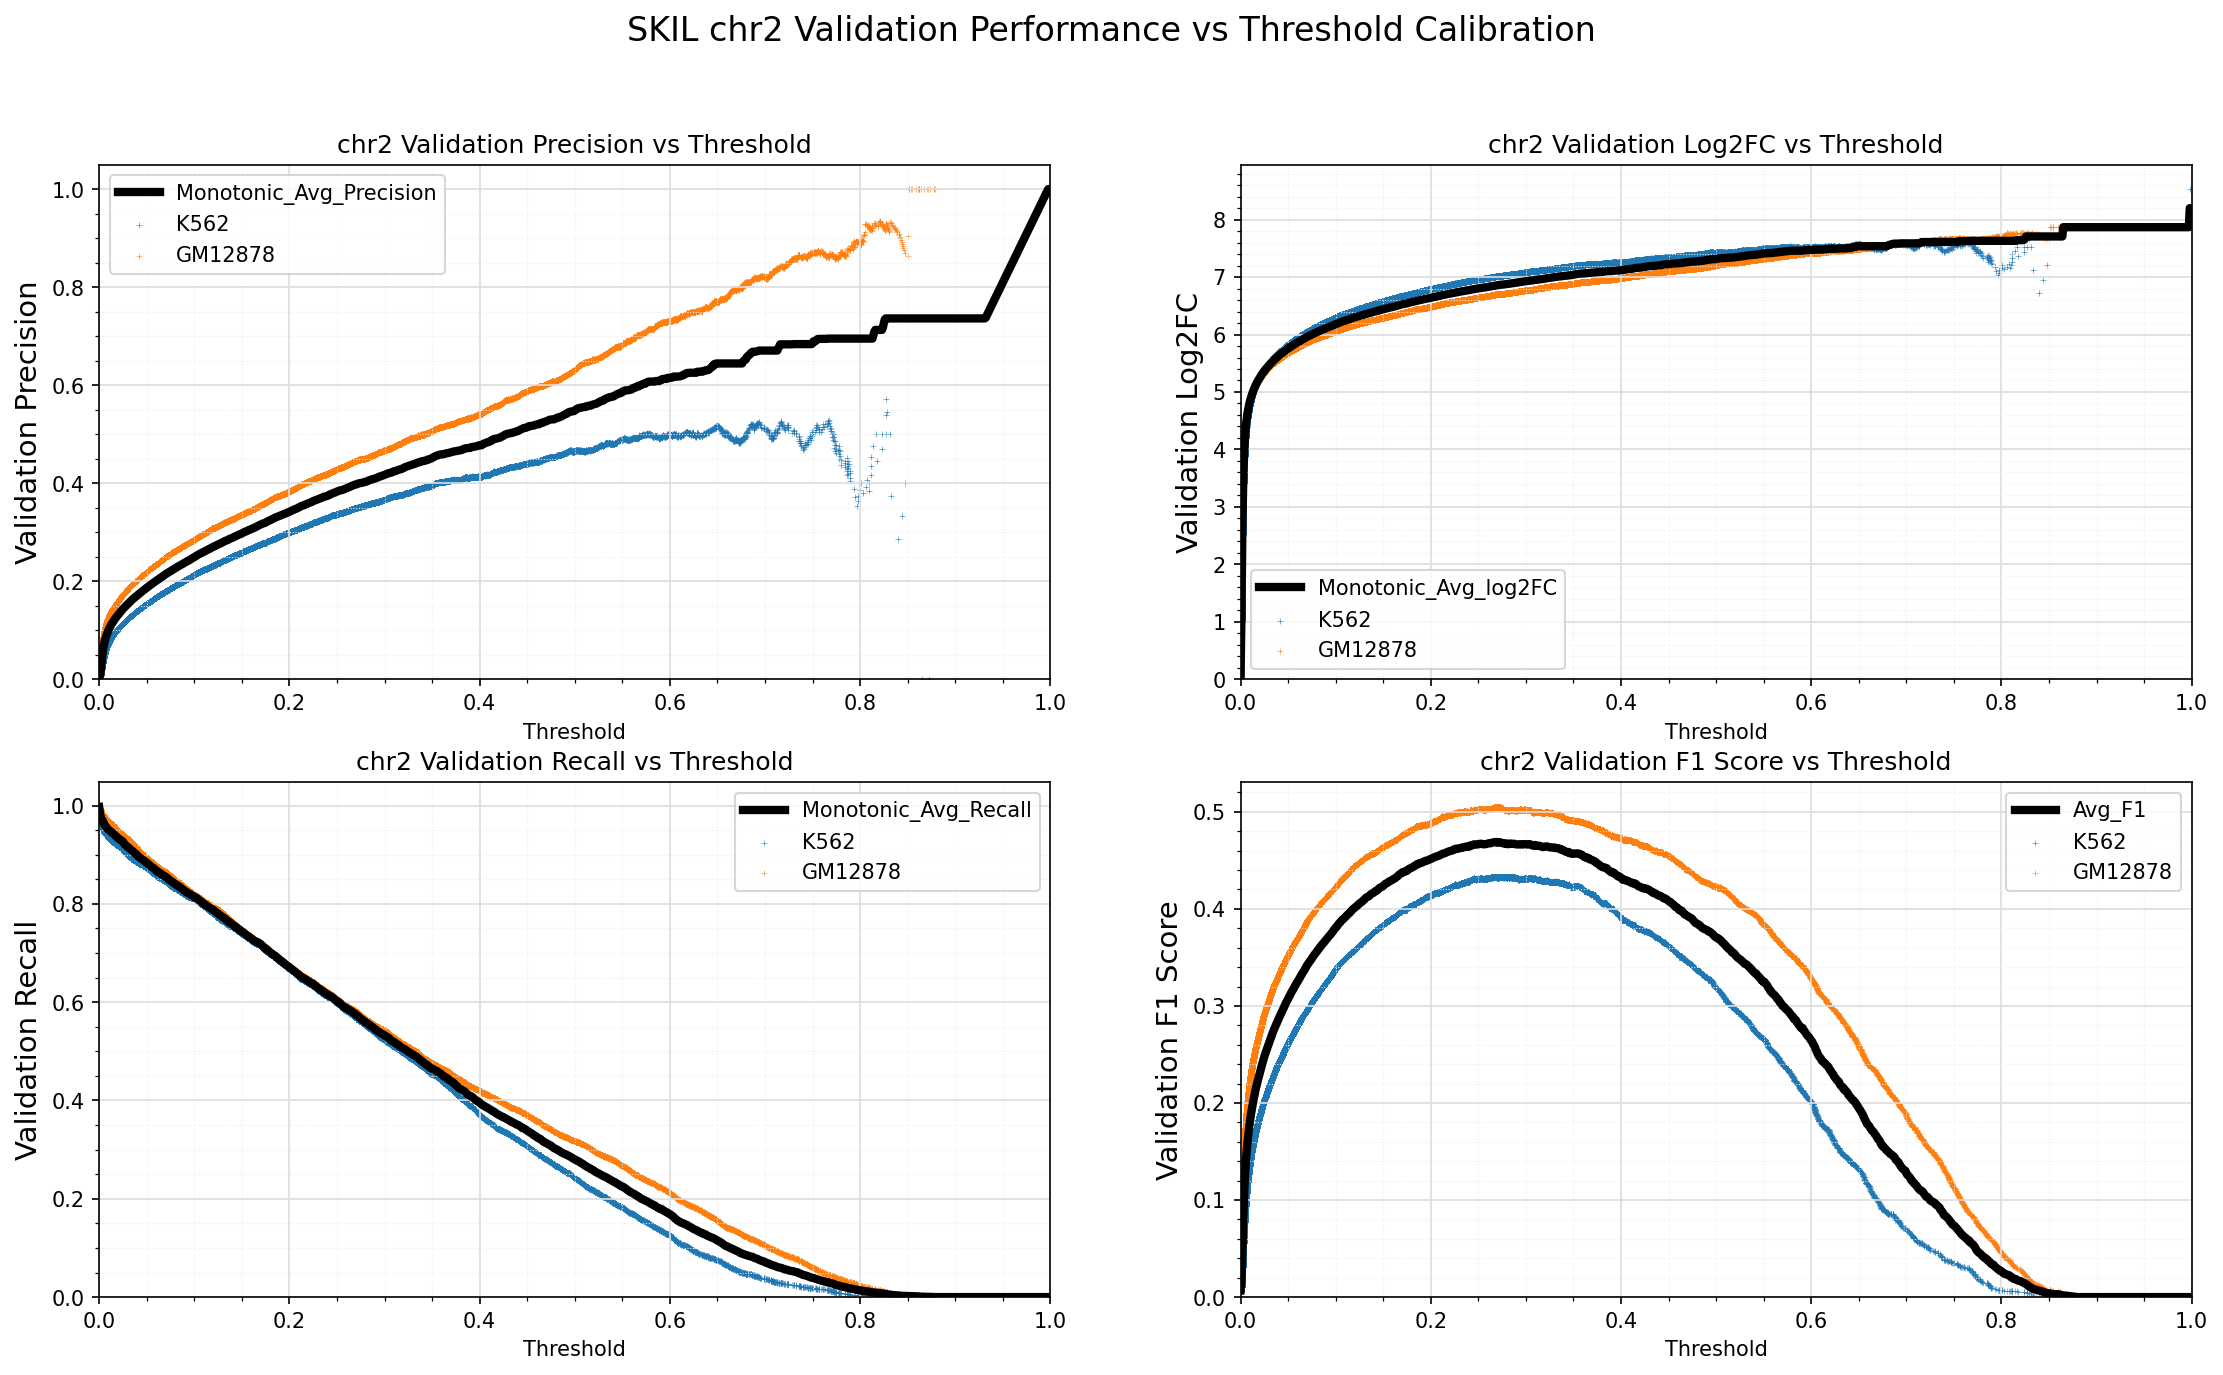 SKIL chr2 Validation Performance vs Threshold Calibration
chr2 Validation Precision vs Threshold
Validation Precision
1.0
0.8
0.6
0.4
0.2
0.0
Monotonic_Avg_Precision
K562
GM12878
0.0 0.2 0.4 0.6 0.8 1.0
Threshold
chr2 Validation Log2FC vs Threshold
Validation Log2FC
8
7
6
5
4
3
2
1
0
Monotonic_Avg_log2FC
K562
GM12878
0.0 0.2 0.4 0.6 0.8 1.0
Threshold
chr2 Validation Recall vs Threshold
Validation Recall
1.0
0.8
0.6
0.4
0.2
0.0
Monotonic_Avg_Recall
K562
GM12878
0.0 0.2 0.4 0.6 0.8 1.0
Threshold
chr2 Validation F1 Score vs Threshold
Validation F1 Score
0.5
0.4
0.3
0.2
0.1
0.0
Avg_F1
K562
GM12878
0.0 0.2 0.4 0.6 0.8 1.0
Threshold